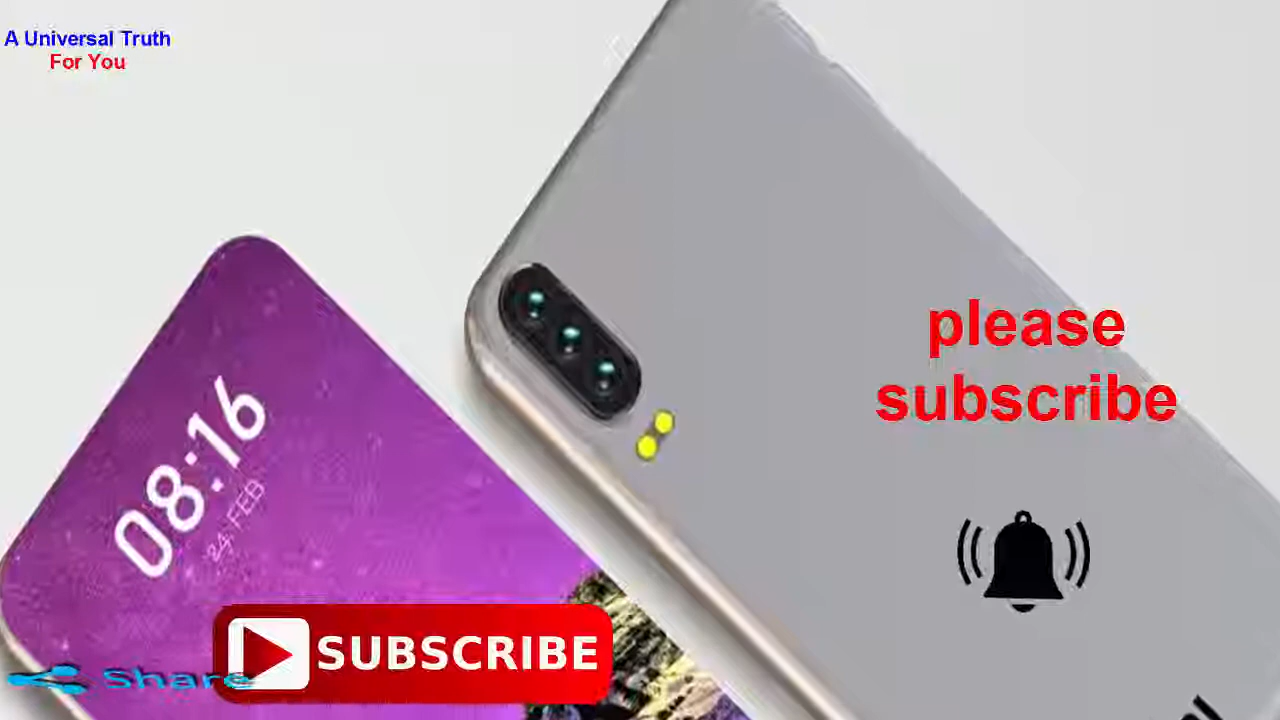 A Universal Truth
For You
08:16
24 FEB
please
subscribe
SUBSCRIBE
Share